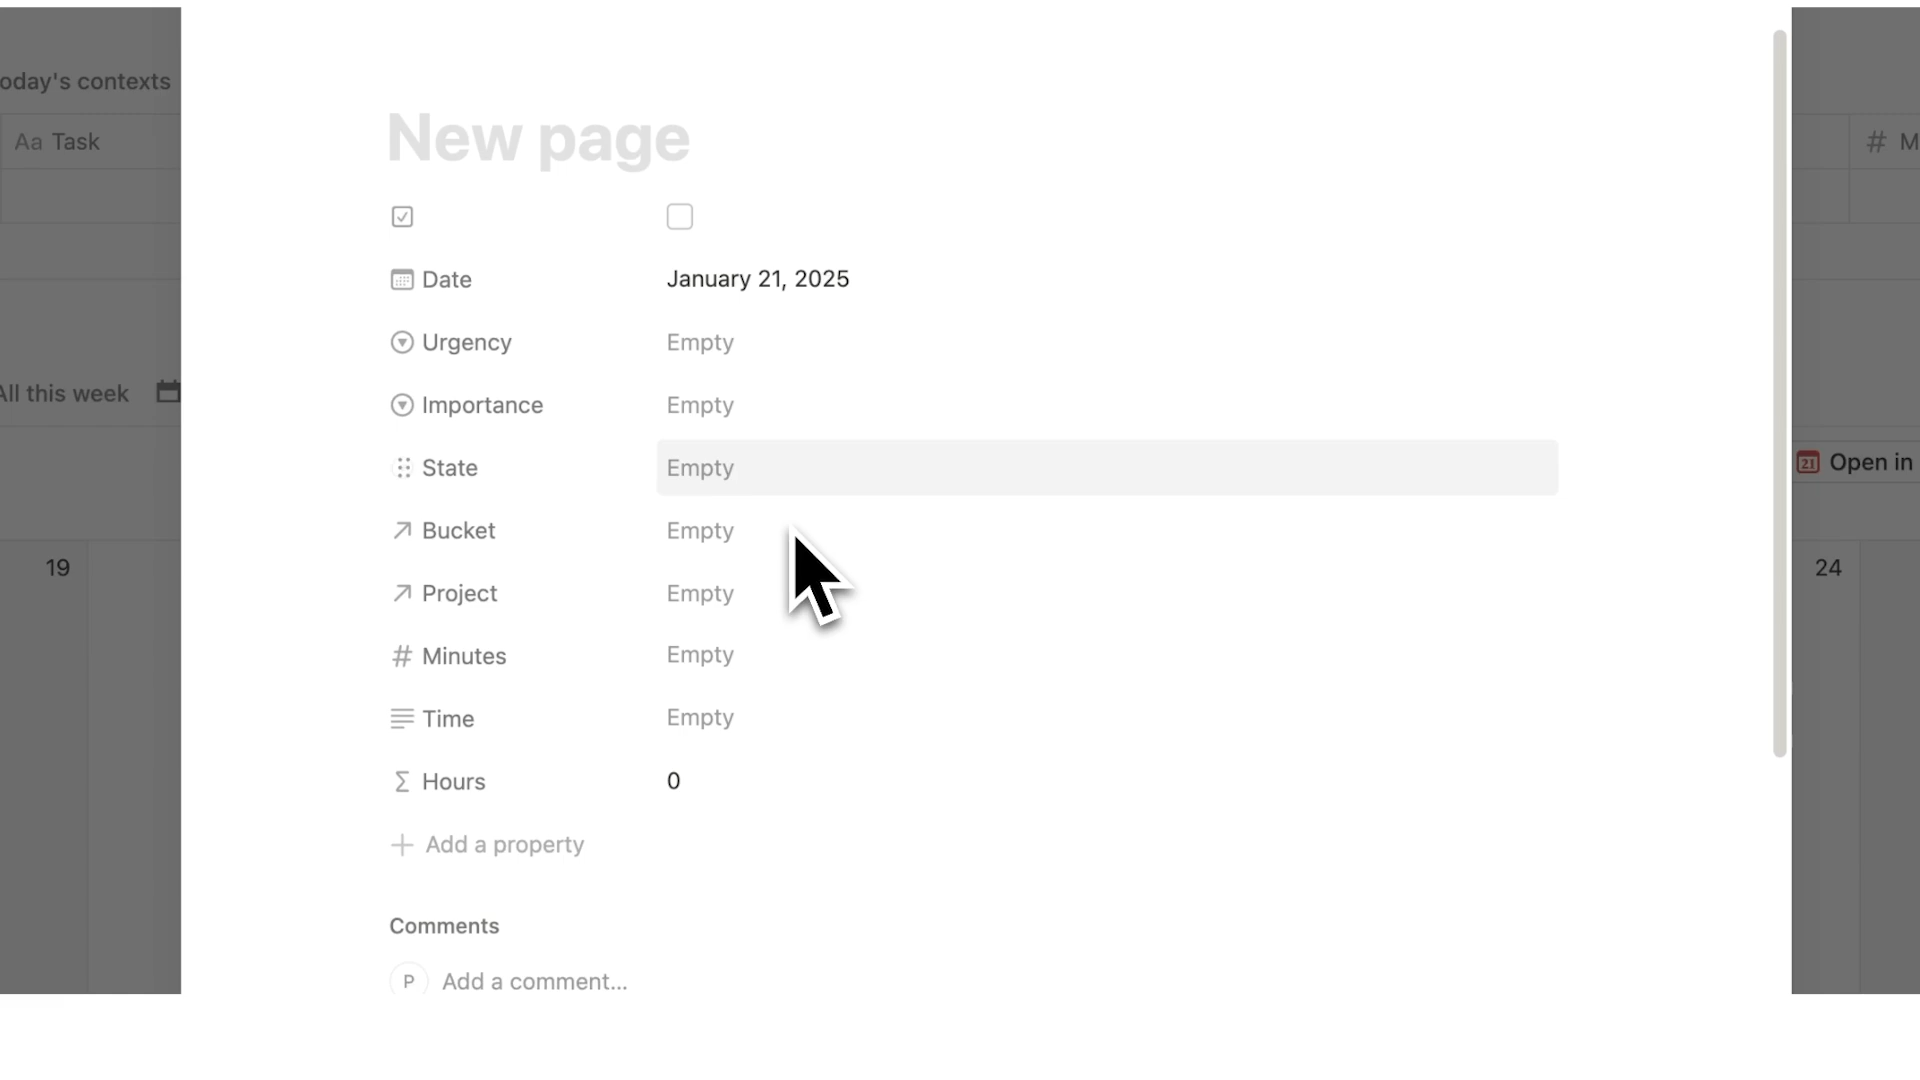 oday's contexts
Aa Task
# M
New page
Date January 21, 2025
Urgency Empty
Importance Empty
All this week
State Empty
21 Open in
Bucket Empty
19
24
Project Empty
# Minutes Empty
Time Empty
Σ Hours 0
+ Add a property
Comments
P Add a comment...